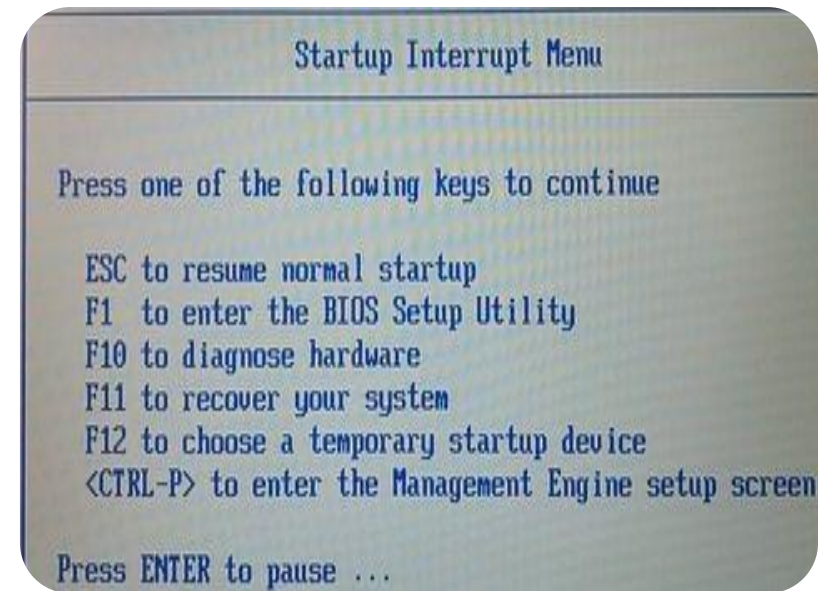 Startup Interrupt Menu
Press one of the following keys to continue
ESC to resume normal startup
F1 to enter the BIOS Setup Utility
F10 to diagnose hardware
F11 to recover your system
F12 to choose a temporary startup device
<CTRL-P> to enter the Management Engine setup screen
Press ENTER to pause ...